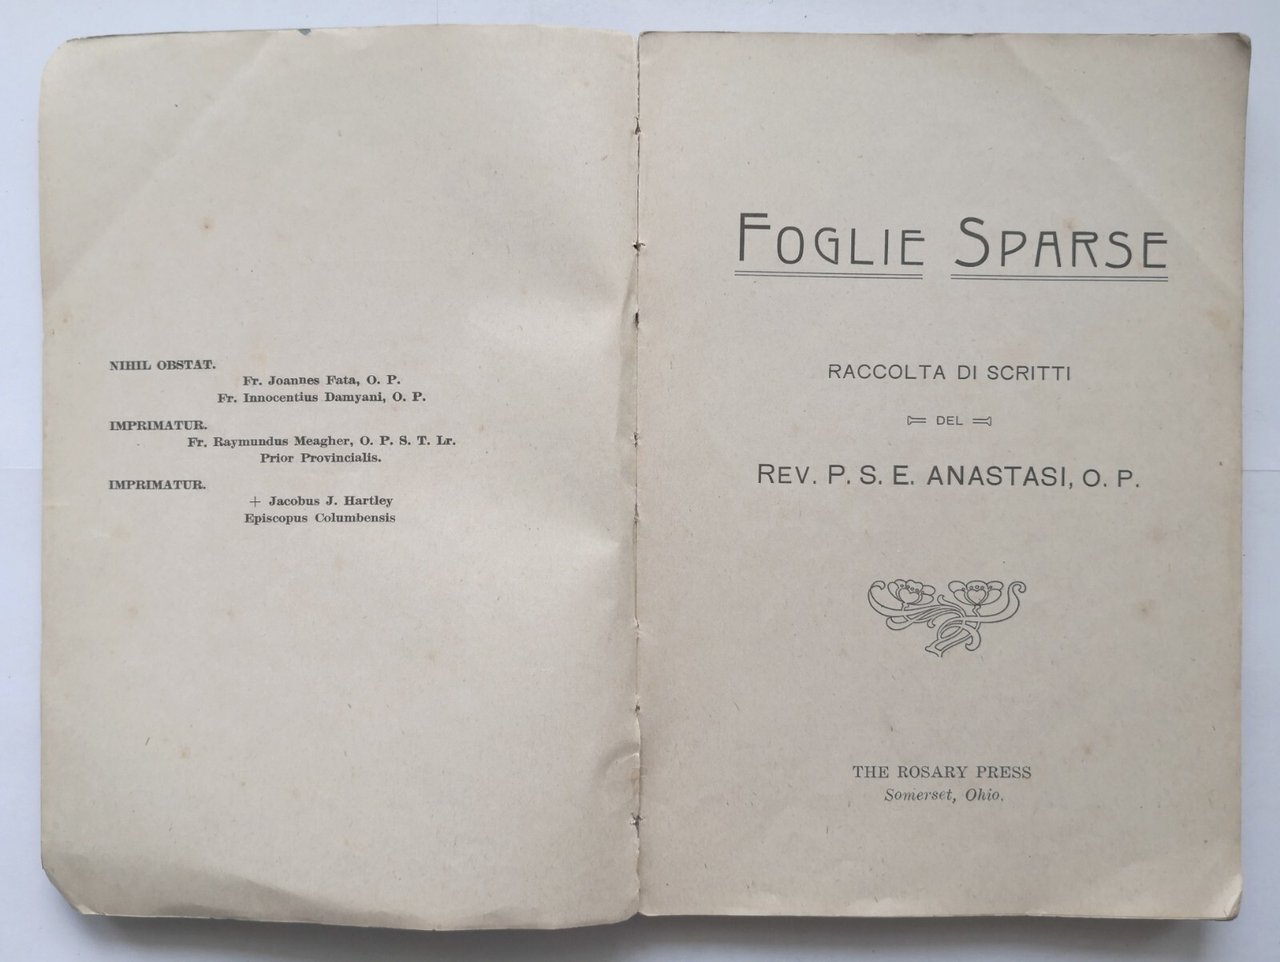 NIHIL OBSTAT.
Fr. Joannes Fata, O. P.
Fr. Innocentius Damyani, O. P.
IMPRIMATUR.
Fr. Raymundus Meagher, O. P. S. T. Lr.
Prior Provincialis.
IMPRIMATUR.
+ Jacobus J. Hartley
Episcopus Columbensis
FOGLIE SPARSE
RACCOLTA DI SCRITTI
DEL
REV. P. S. E. ANASTASI, O. P.
THE ROSARY PRESS
Somerset, Ohio.